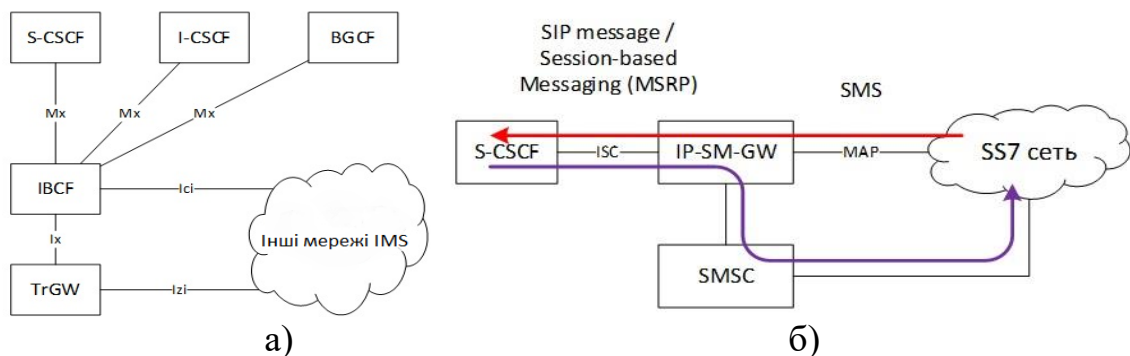 S-CSCF
I-CSCF
BGCF
Mx
Mx
Mx
IBCF
Ici
Ix
Інші мережі IMS
TrGW
Izi
а)
SIP message /
Session-based
Messaging (MSRP)
SMS
S-CSCF
ISC
IP-SM-GW
MAP
SS7 сеть
SMSC
б)